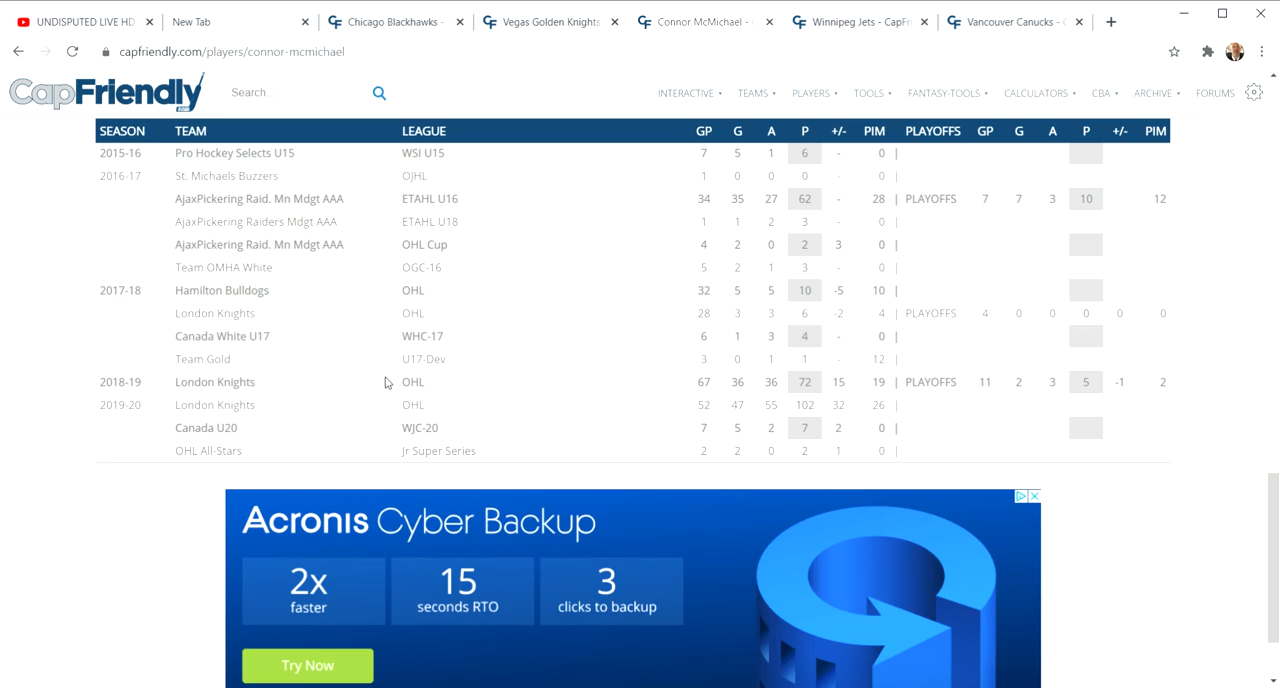 UNDISPUTED LIVE HD
New Tab
Chicago Blackhawks -
Vegas Golden Knights
Connor McMichael -
Winnipeg Jets - CapFri
Vancouver Canucks -
capfriendly.com/players/connor-mcmichael
CapFriendly
Search
INTERACTIVE TEAMS PLAYERS TOOLS FANTASY-TOOLS CALCULATORS CBA ARCHIVE FORUMS
SEASON TEAM LEAGUE GP G A P +/- PIM PLAYOFFS GP G A P +/- PIM
2015-16 Pro Hockey Selects U15 WSI U15 7 5 1 6 - 0 |
2016-17 St. Michaels Buzzers OJHL 1 0 0 0 - 0 |
AjaxPickering Raid. Mn Mdgt AAA ETAHL U16 34 35 27 62 - 28 | PLAYOFFS 7 7 3 10 12
AjaxPickering Raiders Mdgt AAA ETAHL U18 1 1 2 3 - 0 |
AjaxPickering Raid. Mn Mdgt AAA OHL Cup 4 2 0 2 3 0 |
Team OMHA White OGC-16 5 2 1 3 - 0 |
2017-18 Hamilton Bulldogs OHL 32 5 5 10 -5 10 |
London Knights OHL 28 3 3 6 -2 4 | PLAYOFFS 4 0 0 0 0 0
Canada White U17 WHC-17 6 1 3 4 - 0 |
Team Gold U17-Dev 3 0 1 1 - 12 |
2018-19 London Knights OHL 67 36 36 72 15 19 | PLAYOFFS 11 2 3 5 -1 2
2019-20 London Knights OHL 52 47 55 102 32 26 |
Canada U20 WJC-20 7 5 2 7 2 0 |
OHL All-Stars Jr Super Series 2 2 0 2 1 0 |
Acronis Cyber Backup
2x
faster
15
seconds RTO
3
clicks to backup
Try Now